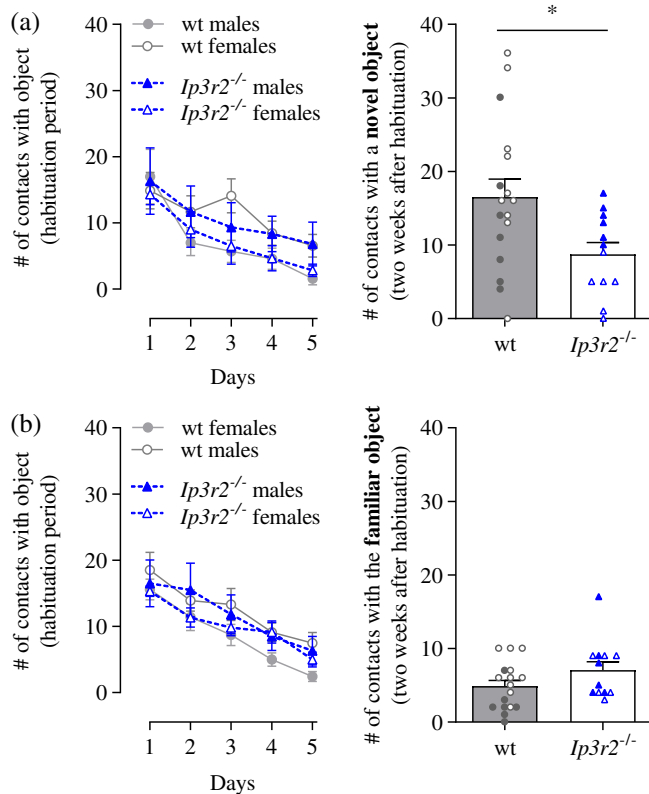 (a)
wt males
wt females
Ip3r2-/- males
Ip3r2-/- females
# of contacts with object
(habituation period)
40
30
20
10
0
1 2 3 4 5
Days
*
# of contacts with a novel object
(two weeks after habituation)
40
30
20
10
0
wt Ip3r2-/-
(b)
wt females
wt males
Ip3r2-/- males
Ip3r2-/- females
# of contacts with object
(habituation period)
40
30
20
10
0
1 2 3 4 5
Days
# of contacts with the familiar object
(two weeks after habituation)
40
30
20
10
0
wt Ip3r2-/-